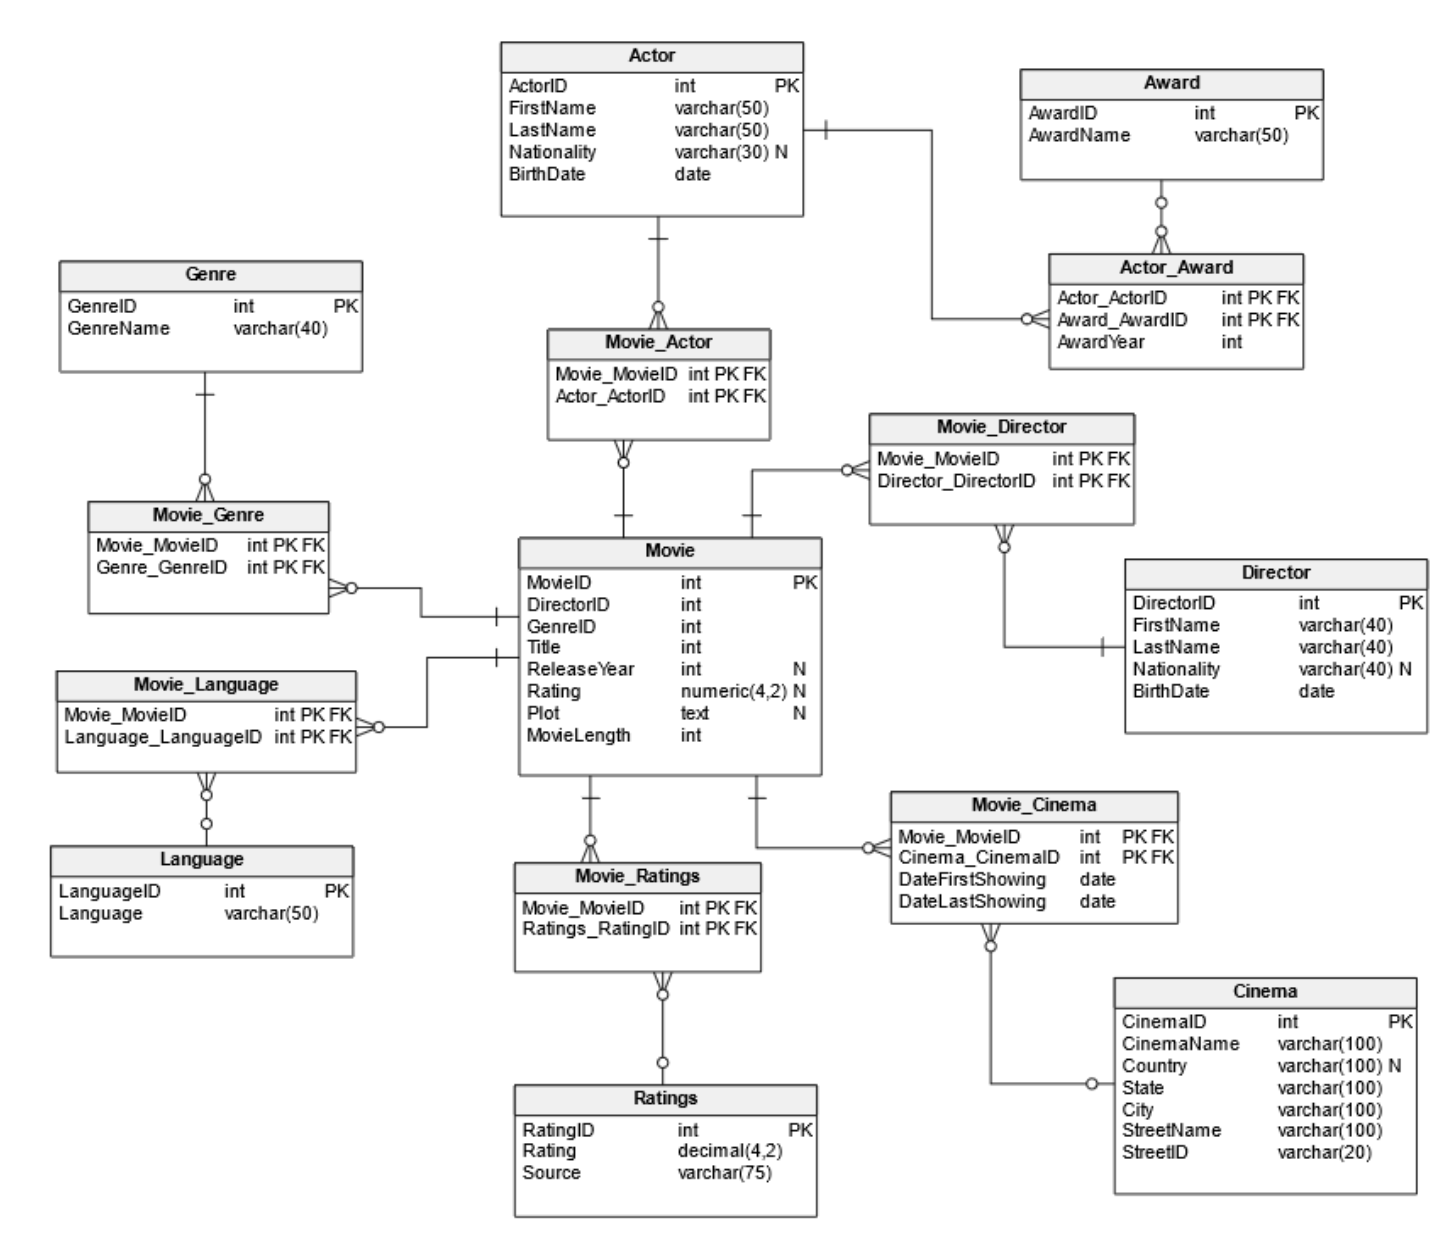 Actor
ActorID int PK
FirstName varchar(50)
LastName varchar(50)
Nationality varchar(30) N
BirthDate date
Award
AwardID int PK
AwardName varchar(50)
Actor_Award
Actor_ActorID int PK FK
Award_AwardID int PK FK
AwardYear int
Genre
GenreID int PK
GenreName varchar(40)
Movie_Actor
Movie_MovieID int PK FK
Actor_ActorID int PK FK
Movie_Director
Movie_MovieID int PK FK
Director_DirectorID int PK FK
Movie_Genre
Movie_MovieID int PK FK
Genre_GenreID int PK FK
Movie
MovieID int PK
DirectorID int
GenreID int
Title int
ReleaseYear int N
Rating numeric(4,2) N
Plot text N
MovieLength int
Director
DirectorID int PK
FirstName varchar(40)
LastName varchar(40)
Nationality varchar(40) N
BirthDate date
Movie_Language
Movie_MovieID int PK FK
Language_LanguageID int PK FK
Language
LanguageID int PK
Language varchar(50)
Movie_Ratings
Movie_MovieID int PK FK
Ratings_RatingID int PK FK
Movie_Cinema
Movie_MovieID int PK FK
Cinema_CinemaID int PK FK
DateFirstShowing date
DateLastShowing date
Cinema
CinemaID int PK
CinemaName varchar(100)
Country varchar(100) N
State varchar(100)
City varchar(100)
StreetName varchar(100)
StreetID varchar(20)
Ratings
RatingID int PK
Rating decimal(4,2)
Source varchar(75)